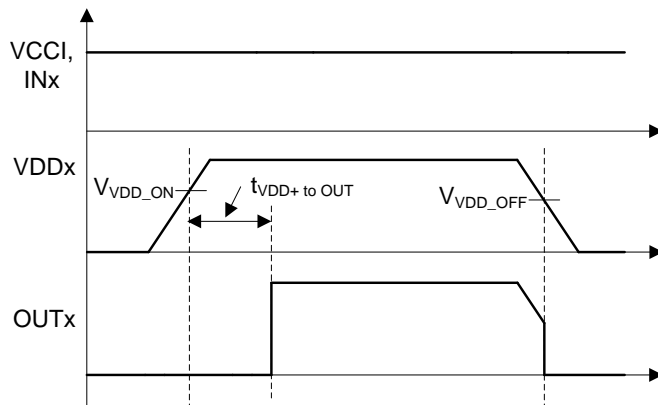 VCCI,
INx
VDDx
VVDD_ON
tVDD+ to OUT
VVDD_OFF
OUTx